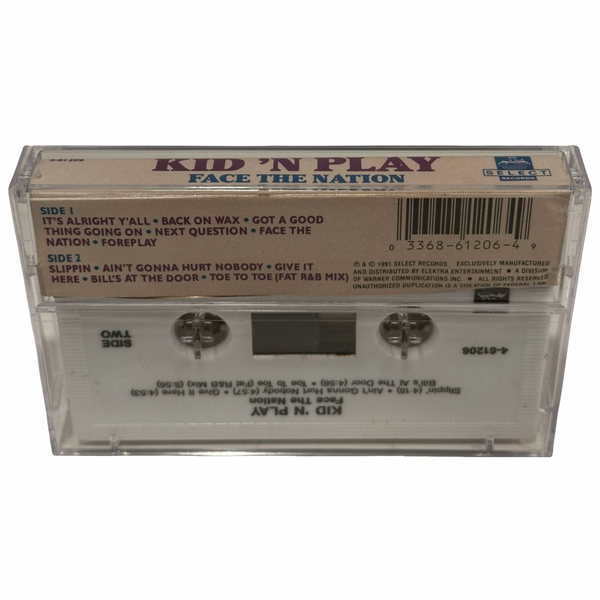 4-61206
KID 'N PLAY
FACE THE NATION
SELECT
RECORDS
SIDE 1
IT'S ALRIGHT Y'ALL • BACK ON WAX • GOT A GOOD
THING GOING ON • NEXT QUESTION • FACE THE
NATION • FOREPLAY
SIDE 2
SLIPPIN • AIN'T GONNA HURT NOBODY • GIVE IT
HERE • BILL'S AT THE DOOR • TOE TO TOE (FAT R&B MIX)
0 3368-61206-4 9
℗ & © 1991 SELECT RECORDS EXCLUSIVELY MANUFACTURED
AND DISTRIBUTED BY ELEKTRA ENTERTAINMENT • A DIVISION
OF WARNER COMMUNICATIONS INC. • ALL RIGHTS RESERVED
UNAUTHORIZED DUPLICATION IS A VIOLATION OF FEDERAL LAW
KID 'N PLAY
Face The Nation
Slippin' (4:18) • Ain't Gonna Hurt Nobody (4:57) • Give It Here (4:53)
Bill's At The Door (4:56) • Toe To Toe (Fat R&B Mix) (5:56)
SIDE
TWO
4-61206